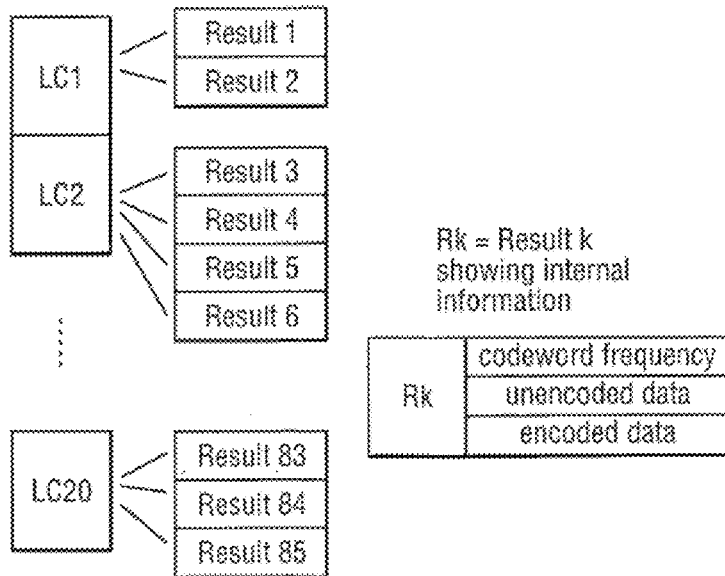 LC1
Result 1
Result 2
LC2
Result 3
Result 4
Result 5
Result 6
Rk = Result k
showing internal
information
Rk
codeword frequency
unencoded data
encoded data
LC20
Result 83
Result 84
Result 85